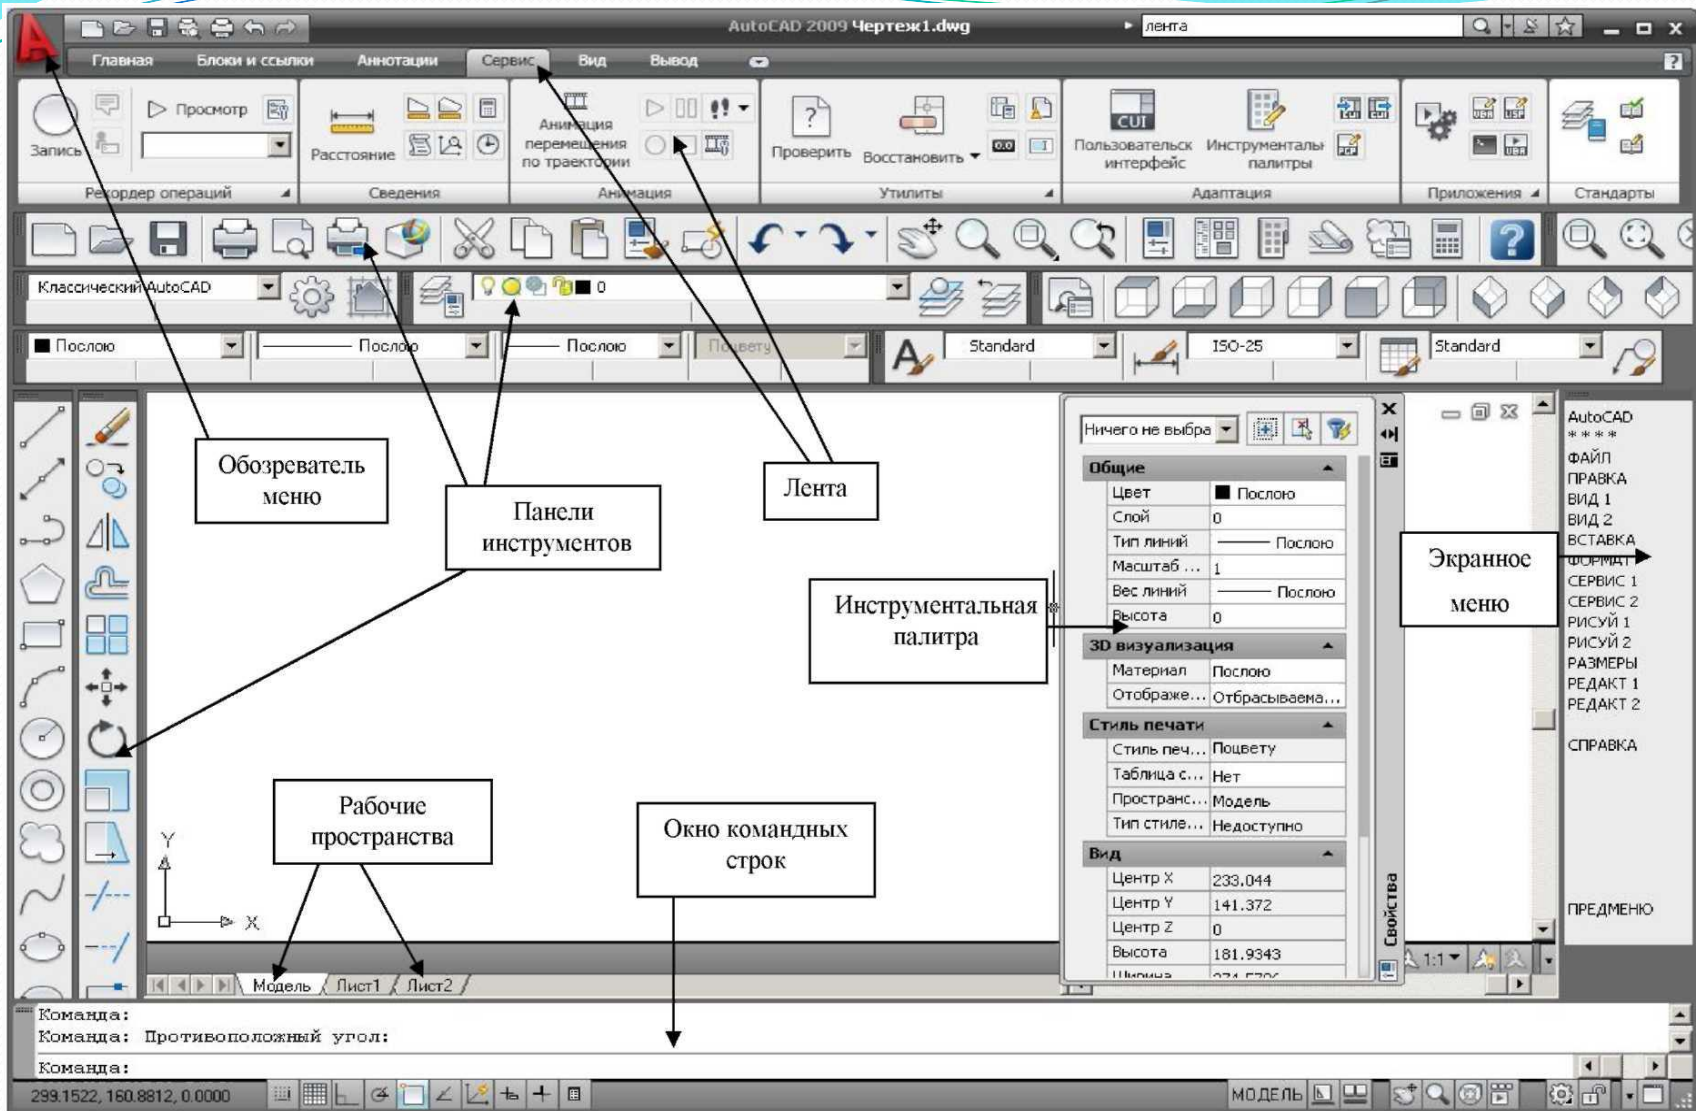 AutoCAD 2009 Чертеж1.dwg
лента
Главная
Блоки и ссылки
Аннотации
Сервис
Вид
Вывод
Запись
Просмотр
Рекордер операций
Расстояние
Сведения
Анимация
перемещения
по траектории
Анимация
Проверить
Восстановить
Утилиты
CUI
Пользовательск
интерфейс
Инструменталы
палитры
Адаптация
Приложения
Стандарты
Классический AutoCAD
0
Послою
Послою
Послою
Поцвету
Standard
ISO-25
Standard
Обозреватель
меню
Панели
инструментов
Лента
Инструментальная
палитра
Экранное
меню
Рабочие
пространства
Окно командных
строк
Ничего не выбра
Общие
Цвет Послою
Слой 0
Тип линий Послою
Масштаб ... 1
Вес линий Послою
Высота 0
3D визуализация
Материал Послою
Отображе... Отбрасываема...
Стиль печати
Стиль печ... Поцвету
Таблица с... Нет
Пространс... Модель
Тип стиле... Недоступно
Вид
Центр X 233.044
Центр Y 141.372
Центр Z 0
Высота 181.9343
Ширина
Свойства
AutoCAD
* * * *
ФАЙЛ
ПРАВКА
ВИД 1
ВИД 2
ВСТАВКА
ФОРМАТ
СЕРВИС 1
СЕРВИС 2
РИСУЙ 1
РИСУЙ 2
РАЗМЕРЫ
РЕДАКТ 1
РЕДАКТ 2
СПРАВКА
ПРЕДМЕНЮ
Y
X
1:1
Модель
Лист1
Лист2
Команда:
Команда: Противоположный угол:
Команда:
299.1522, 160.8812, 0.0000
МОДЕЛЬ